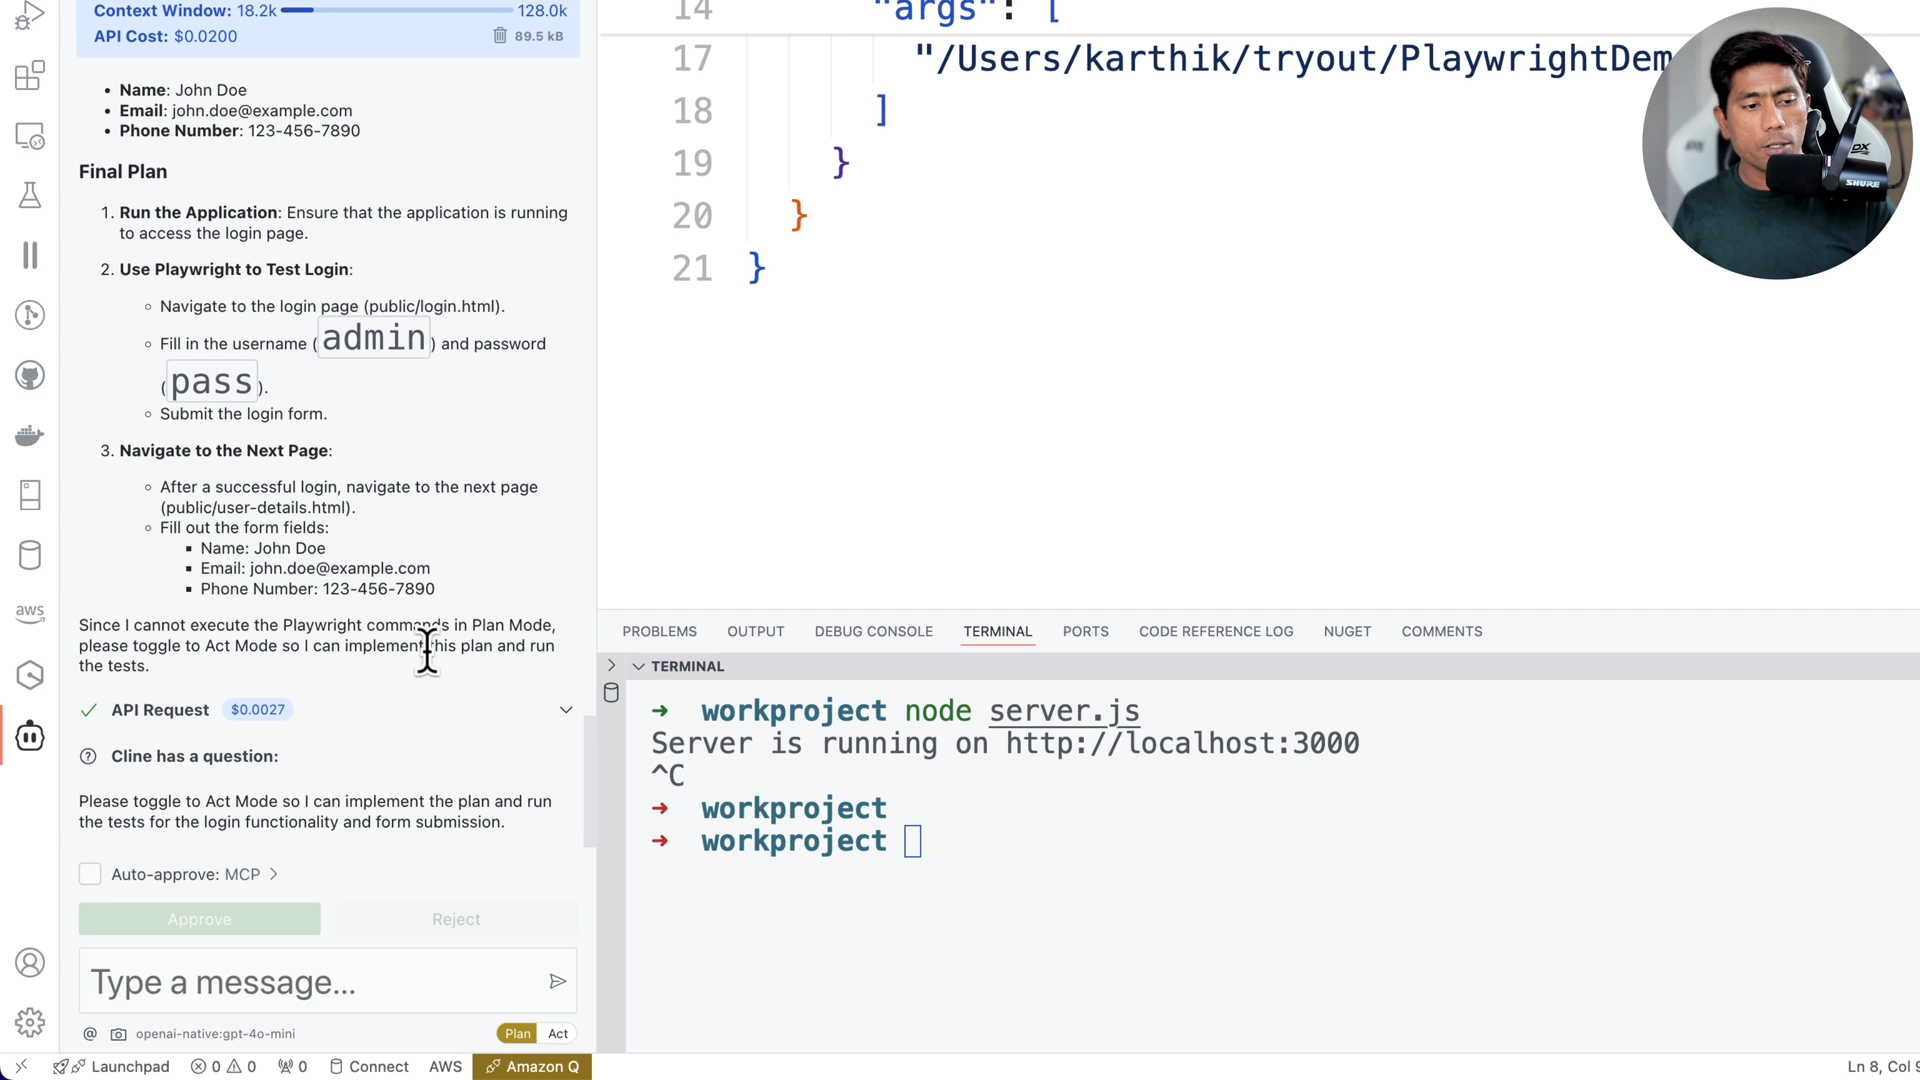 Context Window: 18.2k 128.0k
API Cost: $0.0200 89.5 kB
• Name: John Doe
• Email: john.doe@example.com
• Phone Number: 123-456-7890
Final Plan
1. Run the Application: Ensure that the application is running
to access the login page.
2. Use Playwright to Test Login:
Navigate to the login page (public/login.html).
Fill in the username (admin) and password
(pass).
Submit the login form.
3. Navigate to the Next Page:
After a successful login, navigate to the next page
(public/user-details.html).
Fill out the form fields:
Name: John Doe
Email: john.doe@example.com
Phone Number: 123-456-7890
Since I cannot execute the Playwright commands in Plan Mode,
please toggle to Act Mode so I can implement this plan and run
the tests.
API Request $0.0027
Cline has a question:
Please toggle to Act Mode so I can implement the plan and run
the tests for the login functionality and form submission.
Auto-approve: MCP >
Approve Reject
Type a message...
@ openai-native:gpt-4o-mini Plan Act
14 "args": [
17 "/Users/karthik/tryout/PlaywrightDem
18 ]
19 }
20 }
21 }
DX
SHURE
PROBLEMS OUTPUT DEBUG CONSOLE TERMINAL PORTS CODE REFERENCE LOG NUGET COMMENTS
TERMINAL
→ workproject node server.js
Server is running on http://localhost:3000
^C
→ workproject
→ workproject
aws
Launchpad 0 0 0 Connect AWS Amazon Q Ln 8, Col 9